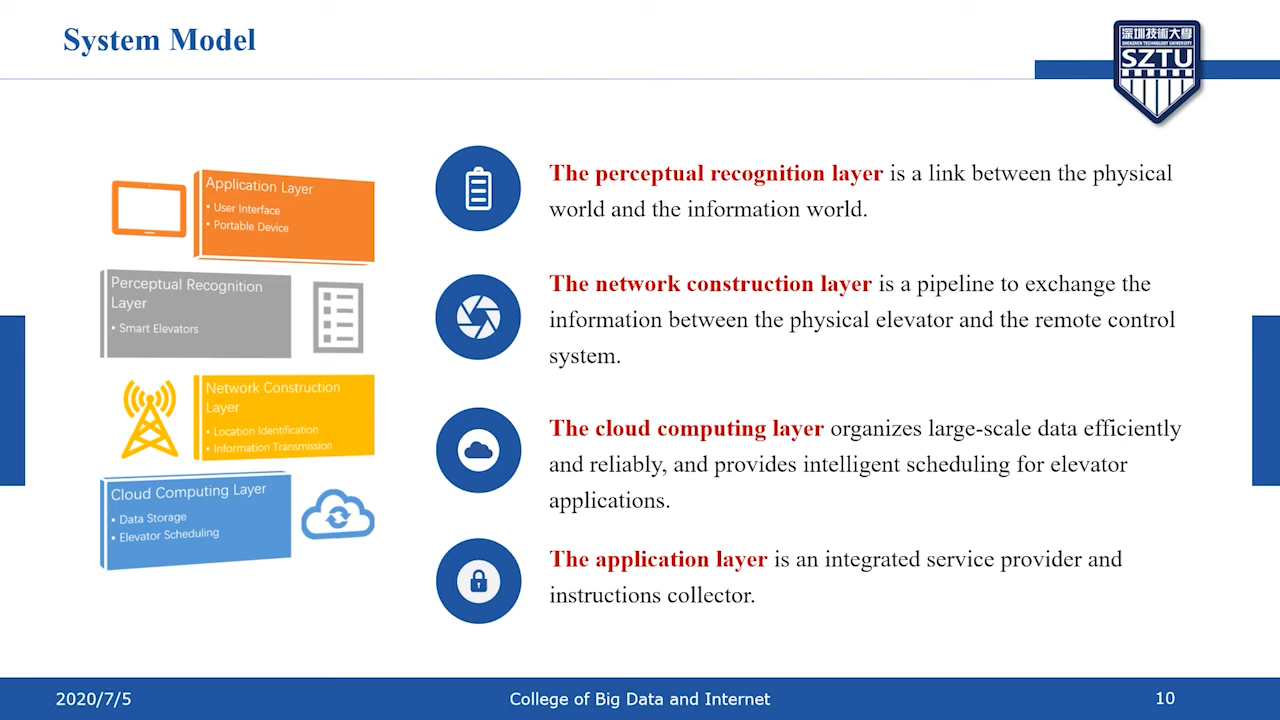 System Model
深圳技術大學
SHENZHEN TECHNOLOGY UNIVERSITY
SZTU
Application Layer
• User Interface
• Portable Device
Perceptual Recognition
Layer
• Smart Elevators
Network Construction
Layer
• Location Identification
• Information Transmission
Cloud Computing Layer
• Data Storage
• Elevator Scheduling
The perceptual recognition layer is a link between the physical
world and the information world.
The network construction layer is a pipeline to exchange the
information between the physical elevator and the remote control
system.
The cloud computing layer organizes large-scale data efficiently
and reliably, and provides intelligent scheduling for elevator
applications.
The application layer is an integrated service provider and
instructions collector.
2020/7/5
College of Big Data and Internet
10